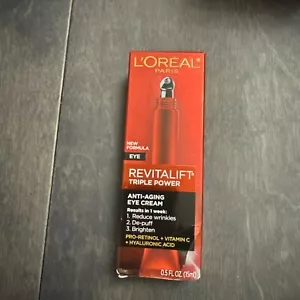 L'ORÉAL
PARIS
NEW
FORMULA
EYE
REVITALIFT
TRIPLE POWER
ANTI-AGING
EYE CREAM
Results in 1 week:
1. Reduce wrinkles
2. De-puff
3. Brighten
PRO-RETINOL + VITAMIN C
+ HYALURONIC ACID
0.5 FL. OZ. (15ml)